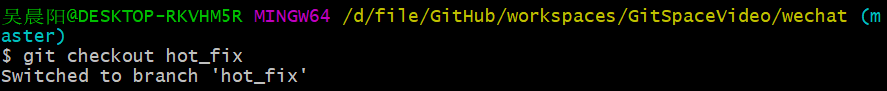 吴晨阳@DESKTOP-RKVHM5R MINGW64 /d/file/GitHub/workspaces/GitSpaceVideo/wechat (m
aster)
$ git checkout hot_fix
Switched to branch 'hot_fix'